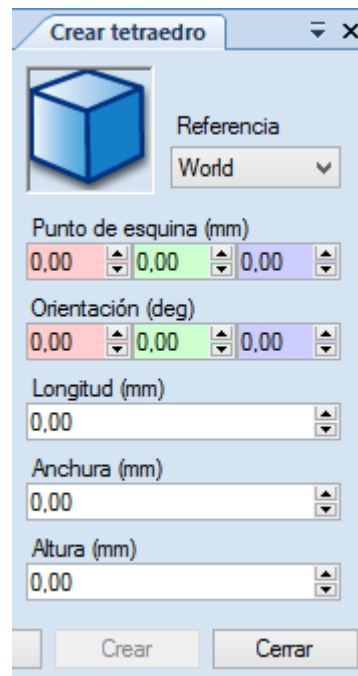 Crear tetraedro
Referencia
World
Punto de esquina (mm)
0,00 0,00 0,00
Orientación (deg)
0,00 0,00 0,00
Longitud (mm)
0,00
Anchura (mm)
0,00
Altura (mm)
0,00
Crear Cerrar